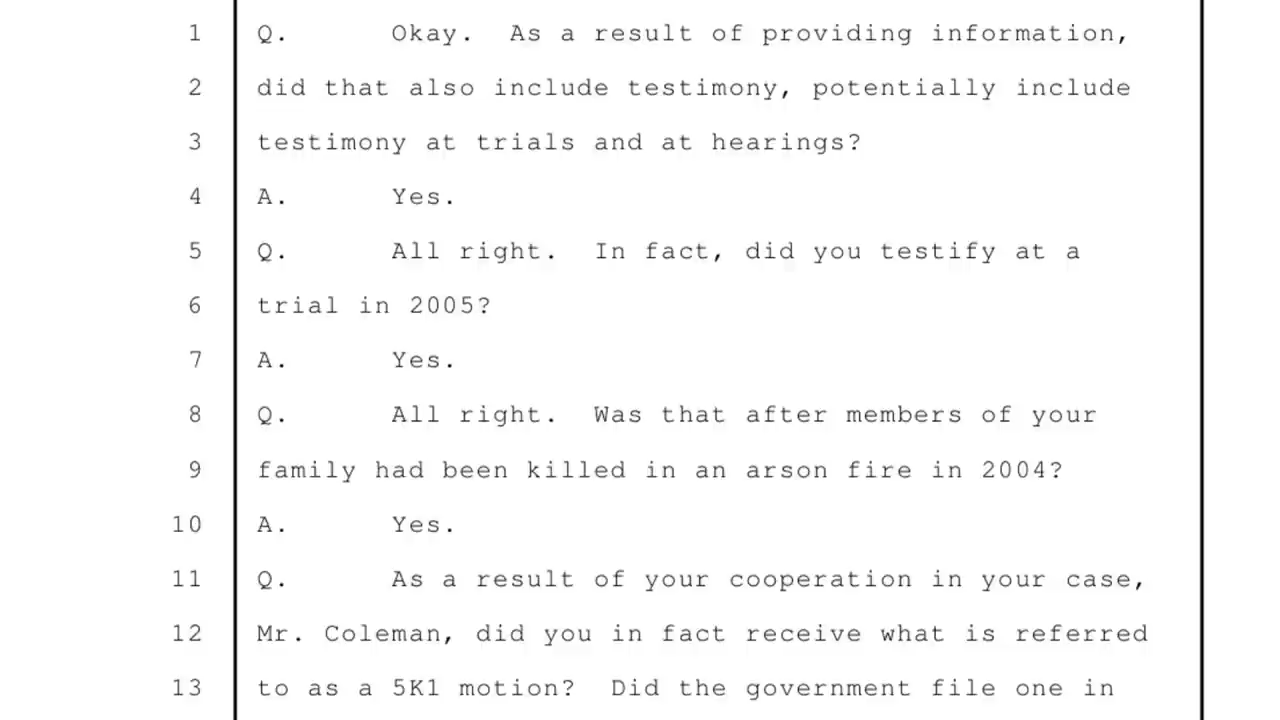 1 Q. Okay. As a result of providing information,
2 did that also include testimony, potentially include
3 testimony at trials and at hearings?
4 A. Yes.
5 Q. All right. In fact, did you testify at a
6 trial in 2005?
7 A. Yes.
8 Q. All right. Was that after members of your
9 family had been killed in an arson fire in 2004?
10 A. Yes.
11 Q. As a result of your cooperation in your case,
12 Mr. Coleman, did you in fact receive what is referred
13 to as a 5K1 motion? Did the government file one in